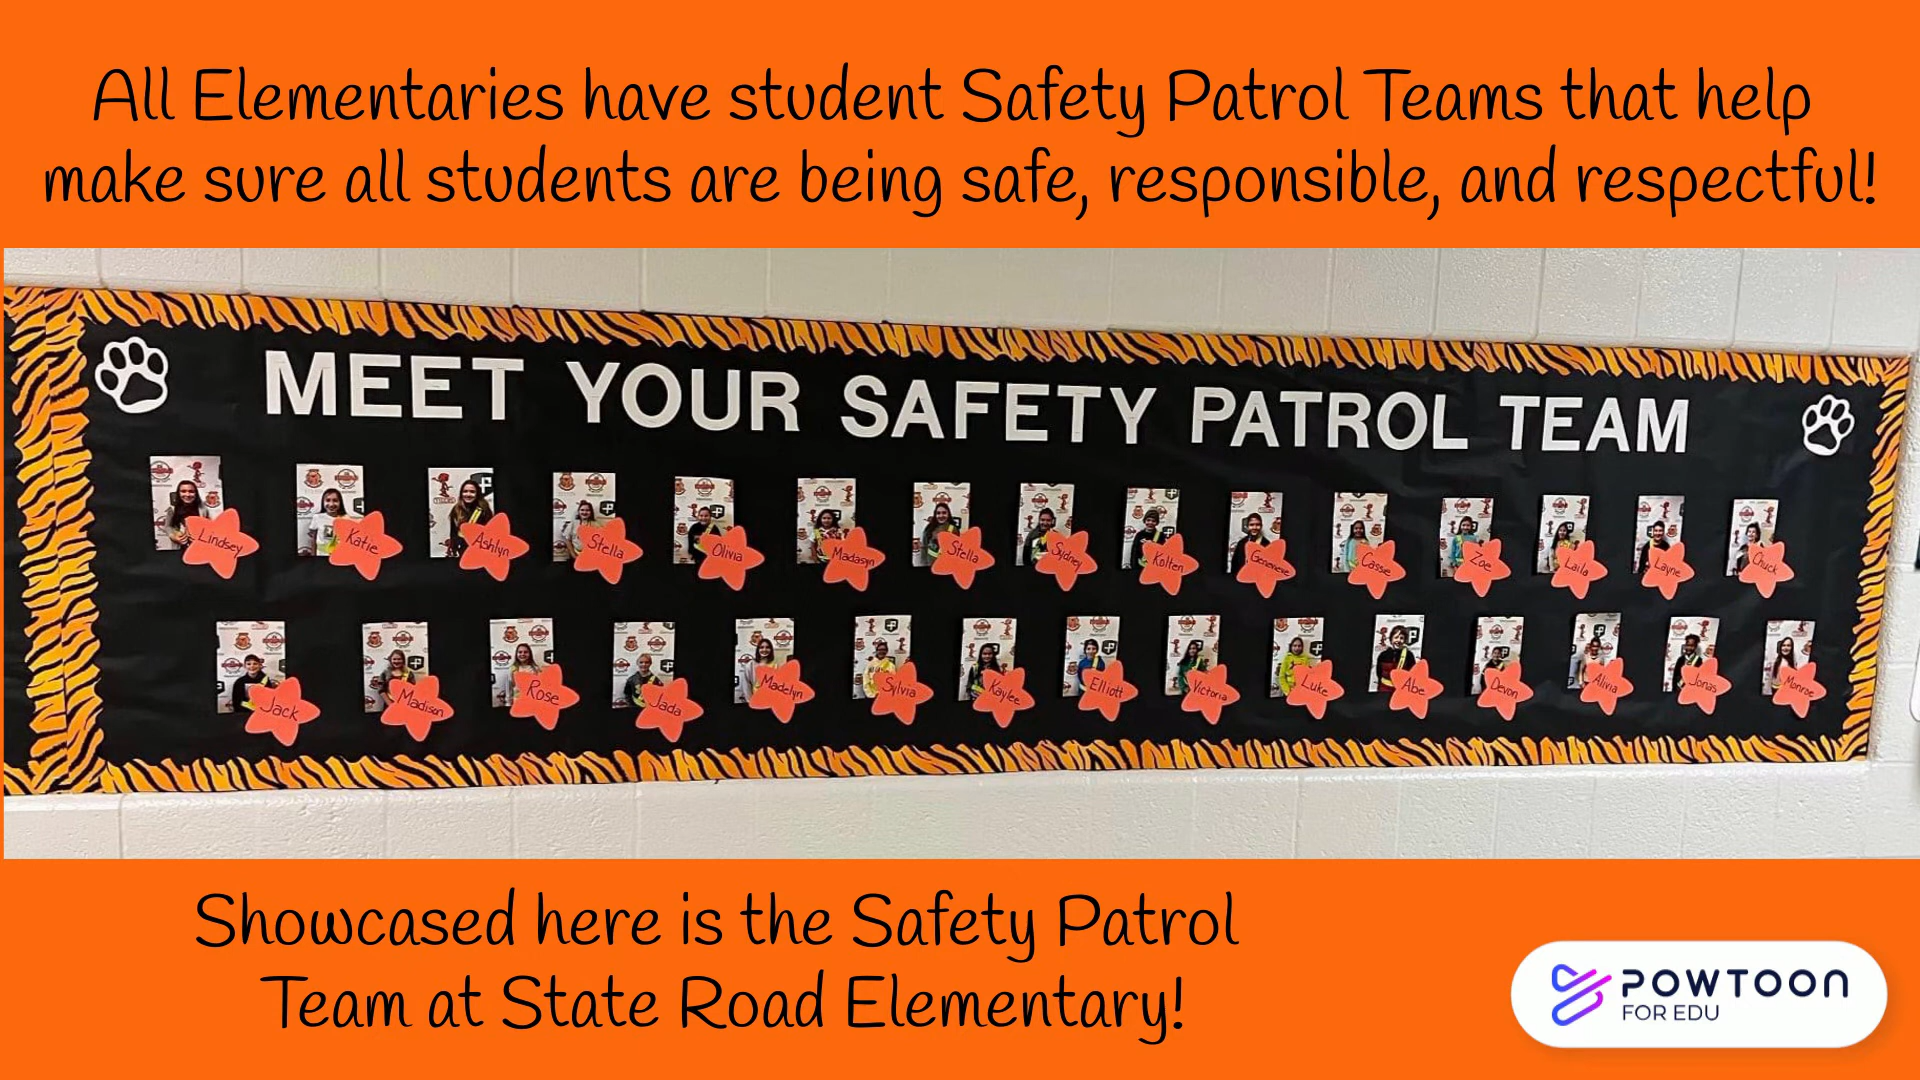 All Elementaries have student Safety Patrol Teams that help
make sure all students are being safe, responsible, and respectful!
MEET YOUR SAFETY PATROL TEAM
Lindsey Katie Ashlyn Stella Olivia Madasyn Stella Sydney Kolten Genevieve Cassie Zoe Laila Layne Chuck
Jack Madison Rose Jada Madelyn Sylvia Kaylee Elliott Victoria Luke Abe Devon Alivia Jonas Monroe
Showcased here is the Safety Patrol
Team at State Road Elementary!
POWTOON
FOR EDU